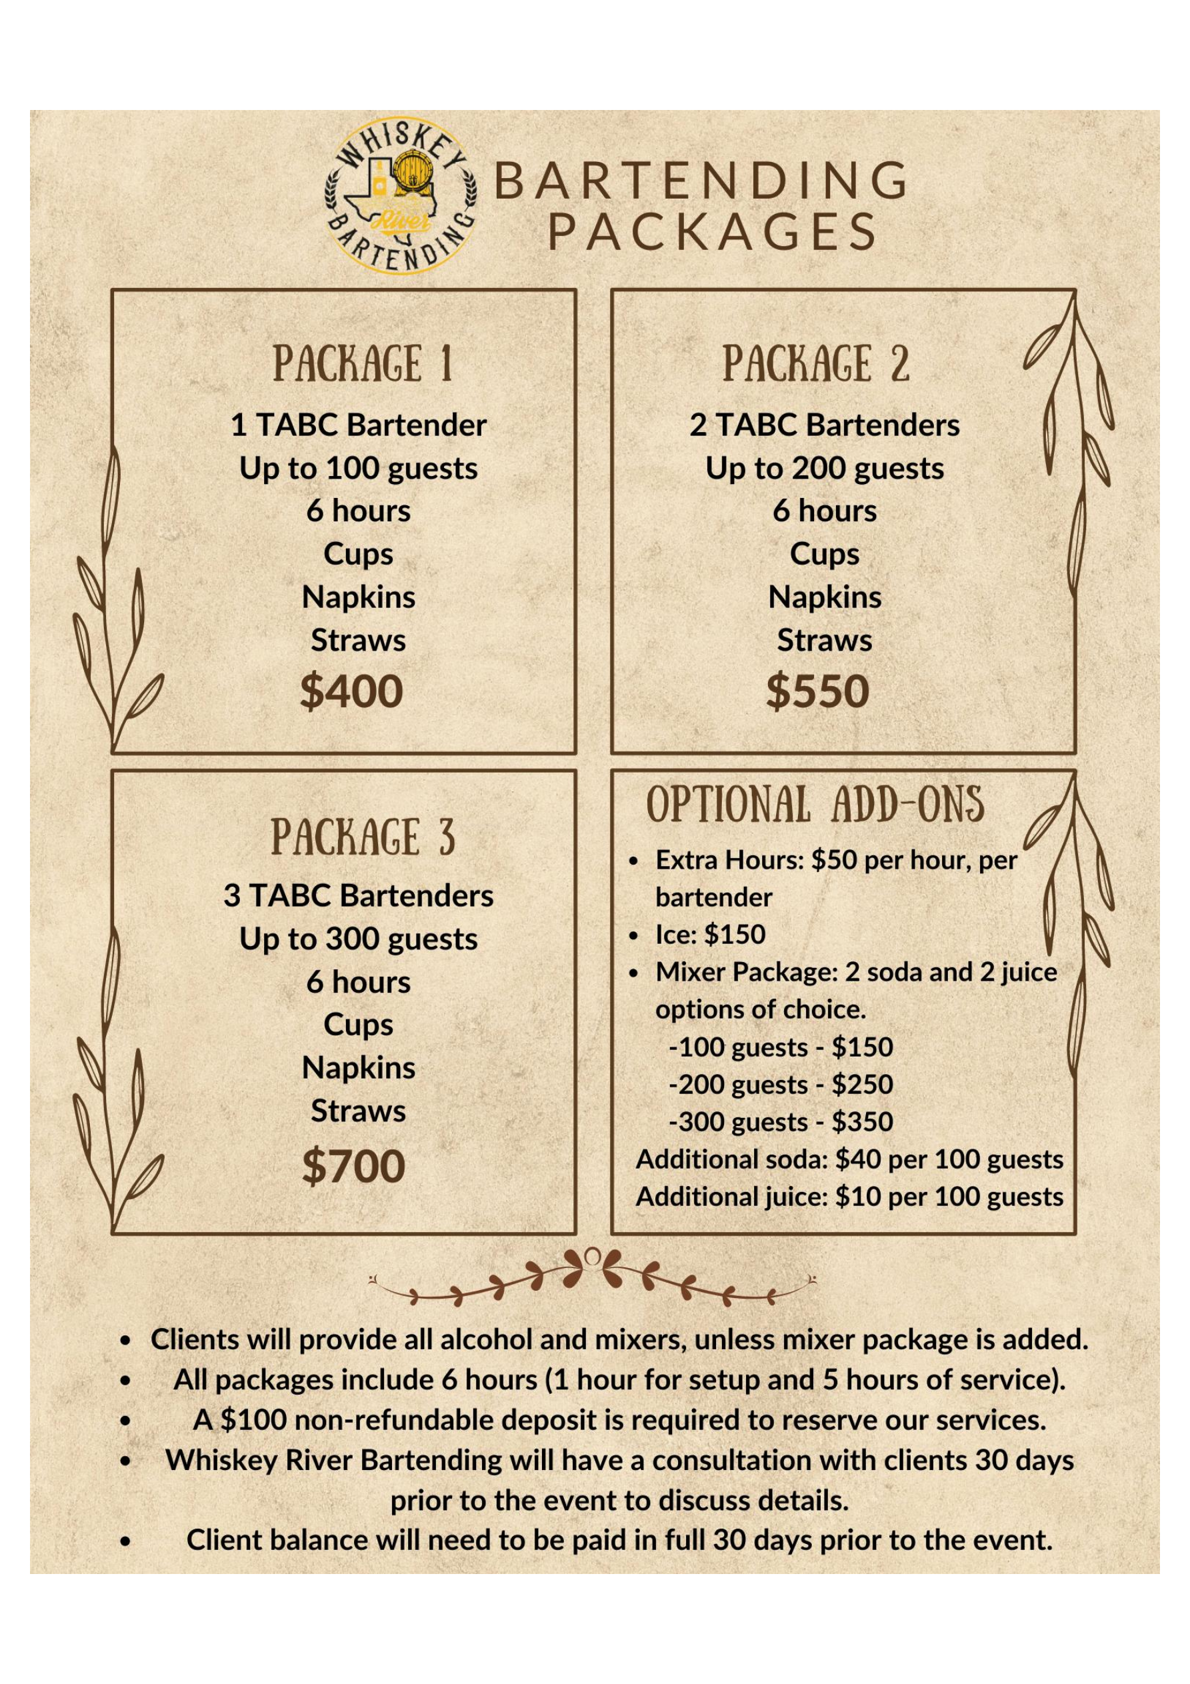 WHISKEY
River
BARTENDING
BARTENDING
PACKAGES
PACKAGE 1
1 TABC Bartender
Up to 100 guests
6 hours
Cups
Napkins
Straws
$400
PACKAGE 2
2 TABC Bartenders
Up to 200 guests
6 hours
Cups
Napkins
Straws
$550
PACKAGE 3
3 TABC Bartenders
Up to 300 guests
6 hours
Cups
Napkins
Straws
$700
OPTIONAL ADD-ONS
• Extra Hours: $50 per hour, per
bartender
• Ice: $150
• Mixer Package: 2 soda and 2 juice
options of choice.
-100 guests - $150
-200 guests - $250
-300 guests - $350
Additional soda: $40 per 100 guests
Additional juice: $10 per 100 guests
• Clients will provide all alcohol and mixers, unless mixer package is added.
• All packages include 6 hours (1 hour for setup and 5 hours of service).
• A $100 non-refundable deposit is required to reserve our services.
• Whiskey River Bartending will have a consultation with clients 30 days
prior to the event to discuss details.
• Client balance will need to be paid in full 30 days prior to the event.